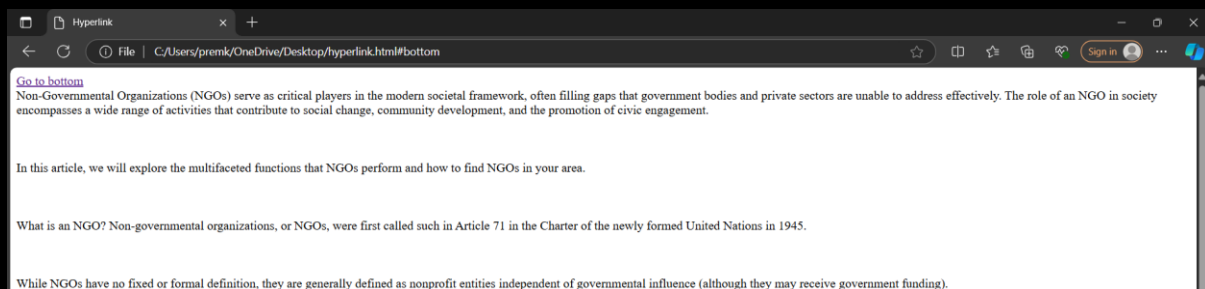 Hyperlink
File | C:/Users/premk/OneDrive/Desktop/hyperlink.html#bottom
Sign in
Go to bottom
Non-Governmental Organizations (NGOs) serve as critical players in the modern societal framework, often filling gaps that government bodies and private sectors are unable to address effectively. The role of an NGO in society
encompasses a wide range of activities that contribute to social change, community development, and the promotion of civic engagement.
In this article, we will explore the multifaceted functions that NGOs perform and how to find NGOs in your area.
What is an NGO? Non-governmental organizations, or NGOs, were first called such in Article 71 in the Charter of the newly formed United Nations in 1945.
While NGOs have no fixed or formal definition, they are generally defined as nonprofit entities independent of governmental influence (although they may receive government funding).